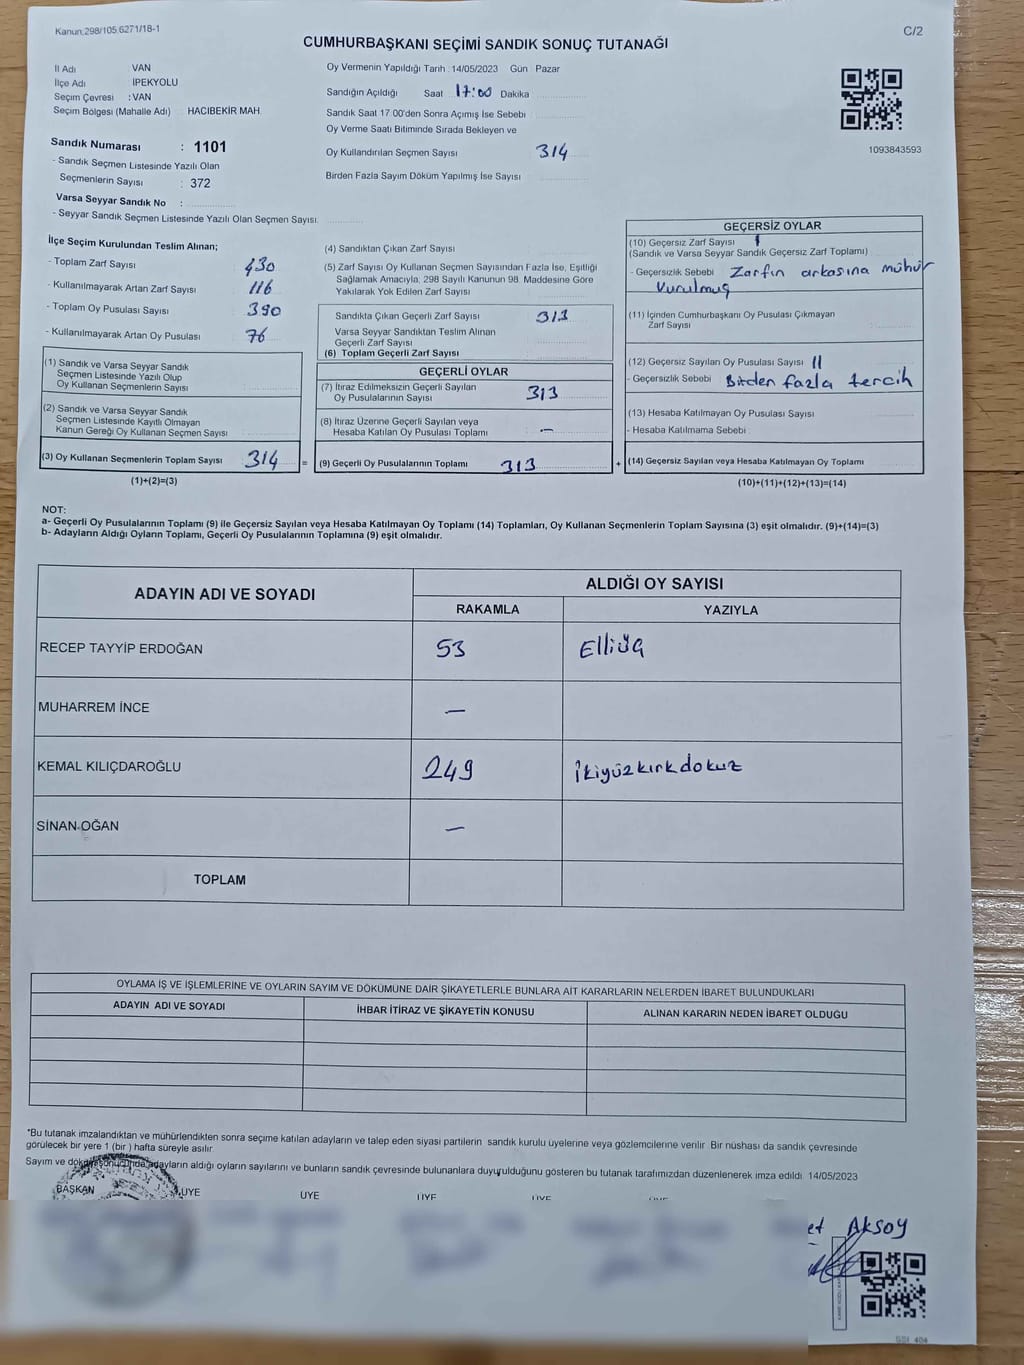 Kanun:298/105,6271/18-1
C/2
CUMHURBAŞKANI SEÇİMİ SANDIK SONUÇ TUTANAĞI
İl Adı VAN
İlçe Adı İPEKYOLU
Seçim Çevresi : VAN
Seçim Bölgesi (Mahalle Adı) HACIBEKİR MAH.
Sandık Numarası : 1101
- Sandık Seçmen Listesinde Yazılı Olan
Seçmenlerin Sayısı : 372
Varsa Seyyar Sandık No :
- Seyyar Sandık Seçmen Listesinde Yazılı Olan Seçmen Sayısı:
Oy Vermenin Yapıldığı Tarih :14/05/2023 Gün : Pazar
Sandığın Açıldığı Saat 17:00 Dakika
Sandık Saat 17:00'den Sonra Açımış İse Sebebi
Oy Verme Saati Bitiminde Sırada Bekleyen ve
Oy Kullandırılan Seçmen Sayısı 314
Birden Fazla Sayım Döküm Yapılmış İse Sayısı
1093843593
İlçe Seçim Kurulundan Teslim Alınan;
- Toplam Zarf Sayısı 430
- Kullanılmayarak Artan Zarf Sayısı 116
- Toplam Oy Pusulası Sayısı 390
- Kullanılmayarak Artan Oy Pusulası 76
(1) Sandık ve Varsa Seyyar Sandık
Seçmen Listesinde Yazılı Olup
Oy Kullanan Seçmenlerin Sayısı
(2) Sandık ve Varsa Seyyar Sandık
Seçmen Listesinde Kayıtlı Olmayan
Kanun Gereği Oy Kullanan Seçmen Sayısı
(3) Oy Kullanan Seçmenlerin Toplam Sayısı 314 =
(1)+(2)=(3)
(4) Sandıktan Çıkan Zarf Sayısı
(5) Zarf Sayısı Oy Kullanan Seçmen Sayısından Fazla İse, Eşitliği
Sağlamak Amacıyla, 298 Sayılı Kanunun 98. Maddesine Göre
Yakılarak Yok Edilen Zarf Sayısı
Sandıkta Çıkan Geçerli Zarf Sayısı 313
Varsa Seyyar Sandıktan Teslim Alınan
Geçerli Zarf Sayısı
(6) Toplam Geçerli Zarf Sayısı
GEÇERLİ OYLAR
(7) İtiraz Edilmeksizin Geçerli Sayılan
Oy Pusulalarının Sayısı 313
(8) İtiraz Üzerine Geçerli Sayılan veya
Hesaba Katılan Oy Pusulası Toplamı —
(9) Geçerli Oy Pusulalarının Toplamı 313 +
GEÇERSİZ OYLAR
(10) Geçersiz Zarf Sayısı 1
(Sandık ve Varsa Seyyar Sandık Geçersiz Zarf Toplamı)
- Geçersizlik Sebebi Zarfın arkasına mühür
Vurulmuş
(11) İçinden Cumhurbaşkanı Oy Pusulası Çıkmayan
Zarf Sayısı
(12) Geçersiz Sayılan Oy Pusulası Sayısı 11
- Geçersizlik Sebebi Birden fazla tercih
(13) Hesaba Katılmayan Oy Pusulası Sayısı
- Hesaba Katılmama Sebebi :
(14) Geçersiz Sayılan veya Hesaba Katılmayan Oy Toplamı
(10)+(11)+(12)+(13)=(14)
NOT:
a- Geçerli Oy Pusulalarının Toplamı (9) ile Geçersiz Sayılan veya Hesaba Katılmayan Oy Toplamı (14) Toplamları, Oy Kullanan Seçmenlerin Toplam Sayısına (3) eşit olmalıdır. (9)+(14)=(3)
b- Adayların Aldığı Oyların Toplamı, Geçerli Oy Pusulalarının Toplamına (9) eşit olmalıdır.
ADAYIN ADI VE SOYADI
ALDIĞI OY SAYISI
RAKAMLA YAZIYLA
RECEP TAYYİP ERDOĞAN 53
MUHARREM İNCE —
KEMAL KILIÇDAROĞLU 249 ikiyüzkırkdokuz
SİNAN OĞAN —
TOPLAM
OYLAMA İŞ VE İŞLEMLERİNE VE OYLARIN SAYIM VE DÖKÜMÜNE DAİR ŞİKAYETLERLE BUNLARA AİT KARARLARIN NELERDEN İBARET BULUNDUKLARI
ADAYIN ADI VE SOYADI İHBAR İTİRAZ VE ŞİKAYETİN KONUSU ALINAN KARARIN NEDEN İBARET OLDUĞU
*Bu tutanak imzalandıktan ve mühürlendikten sonra seçime katılan adayların ve talep eden siyasi partilerin sandık kurulu üyelerine veya gözlemcilerine verilir. Bir nüshası da sandık çevresinde
görülecek bir yere 1 (bir ) hafta süreyle asılır.
Sayım ve döküm sonucunda adayların aldığı oyların sayılarını ve bunların sandık çevresinde bulunanlara duyurulduğunu gösteren bu tutanak tarafımızdan düzenlenerek imza edildi. 14/05/2023
BAŞKAN ÜYE ÜYE ÜYE ÜYE
et Aksoy